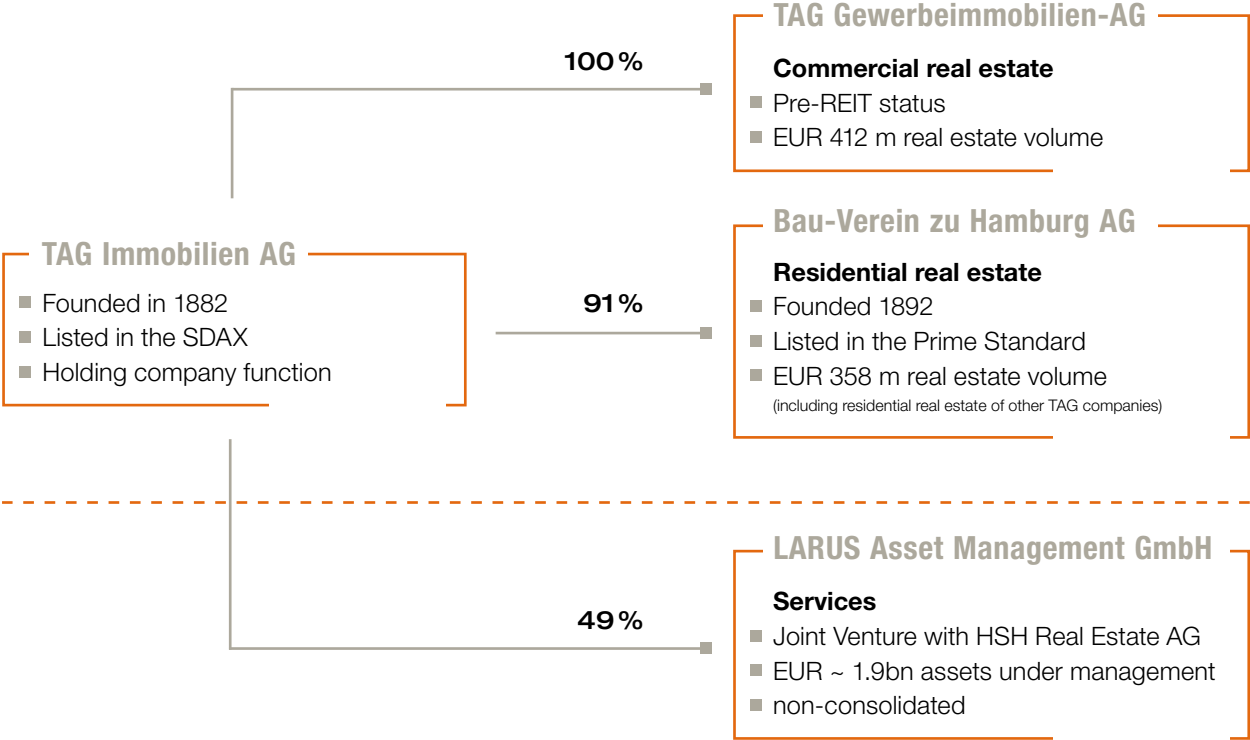 TAG Gewerbeimmobilien-AG
100 %
Commercial real estate
Pre-REIT status
EUR 412 m real estate volume
TAG Immobilien AG
Founded in 1882
Listed in the SDAX
Holding company function
91 %
Bau-Verein zu Hamburg AG
Residential real estate
Founded 1892
Listed in the Prime Standard
EUR 358 m real estate volume
(including residential real estate of other TAG companies)
LARUS Asset Management GmbH
49 %
Services
Joint Venture with HSH Real Estate AG
EUR ~ 1.9bn assets under management
non-consolidated